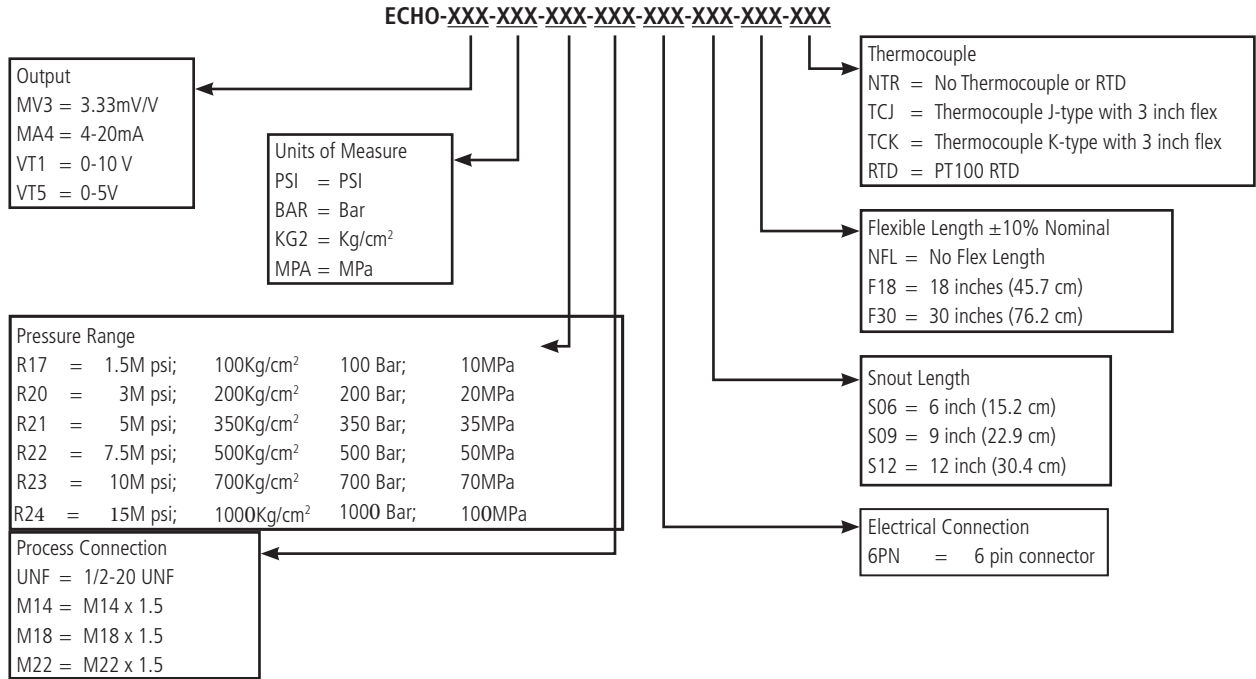 ECHO-XXX-XXX-XXX-XXX-XXX-XXX-XXX-XXX
Output
MV3 = 3.33mV/V
MA4 = 4-20mA
VT1 = 0-10 V
VT5 = 0-5V
Units of Measure
PSI = PSI
BAR = Bar
KG2 = Kg/cm²
MPA = MPa
Pressure Range
R17 = 1.5M psi; 100Kg/cm² 100 Bar; 10MPa
R20 = 3M psi; 200Kg/cm² 200 Bar; 20MPa
R21 = 5M psi; 350Kg/cm² 350 Bar; 35MPa
R22 = 7.5M psi; 500Kg/cm² 500 Bar; 50MPa
R23 = 10M psi; 700Kg/cm² 700 Bar; 70MPa
R24 = 15M psi; 1000Kg/cm² 1000 Bar; 100MPa
Process Connection
UNF = 1/2-20 UNF
M14 = M14 x 1.5
M18 = M18 x 1.5
M22 = M22 x 1.5
Thermocouple
NTR = No Thermocouple or RTD
TCJ = Thermocouple J-type with 3 inch flex
TCK = Thermocouple K-type with 3 inch flex
RTD = PT100 RTD
Flexible Length ±10% Nominal
NFL = No Flex Length
F18 = 18 inches (45.7 cm)
F30 = 30 inches (76.2 cm)
Snout Length
S06 = 6 inch (15.2 cm)
S09 = 9 inch (22.9 cm)
S12 = 12 inch (30.4 cm)
Electrical Connection
6PN = 6 pin connector